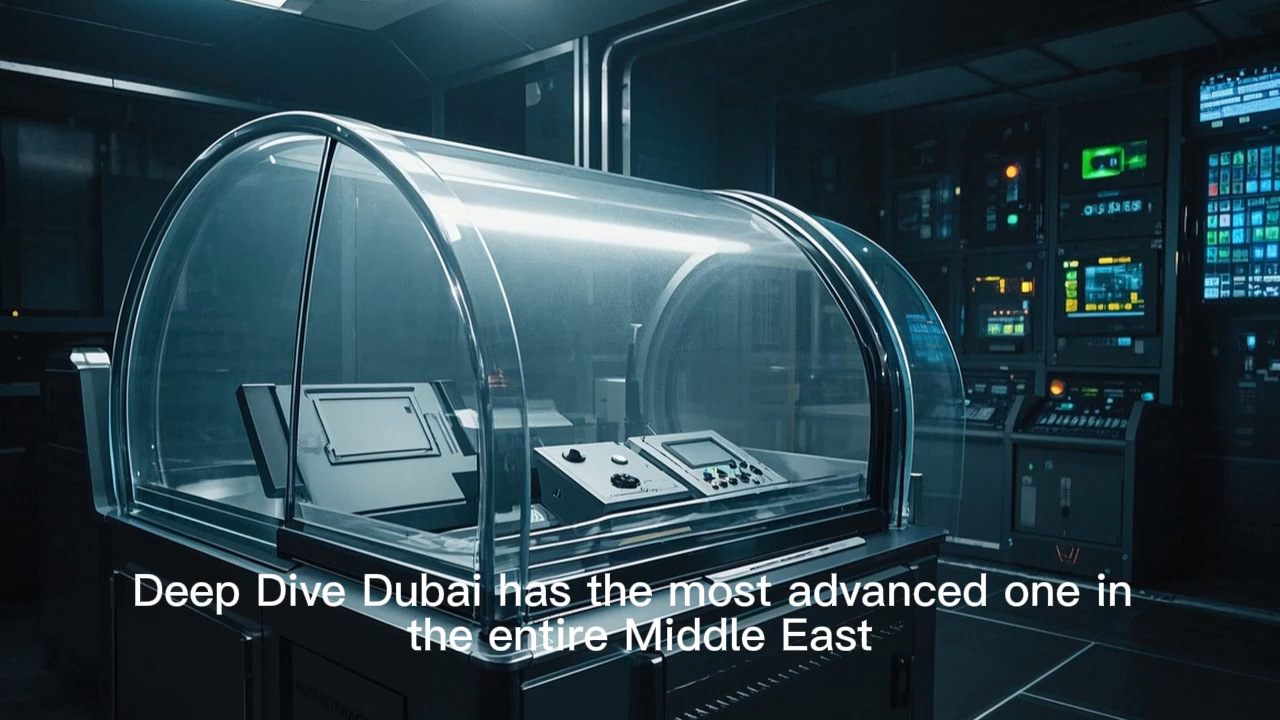 Deep Dive Dubai has the most advanced one in
the entire Middle East